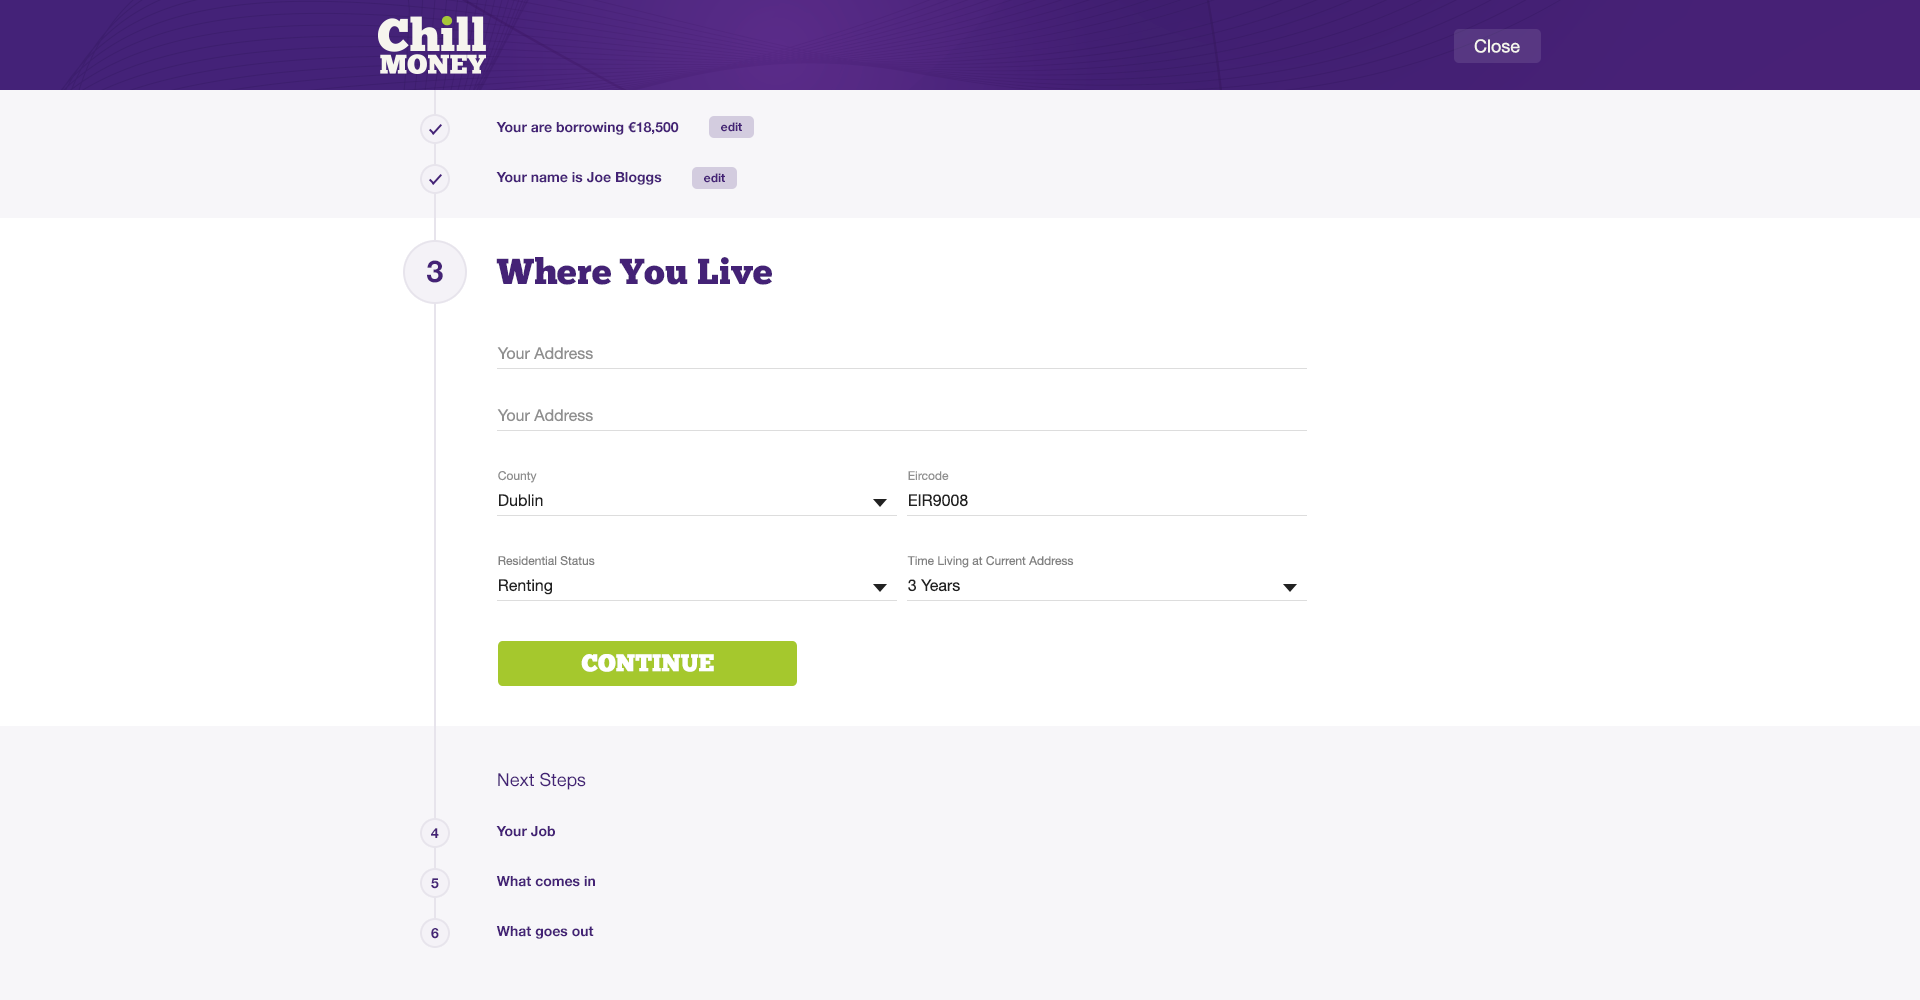 Chill
MONEY
Close
Your are borrowing €18,500 edit
Your name is Joe Bloggs edit
3 Where You Live
Your Address
Your Address
County Eircode
Dublin EIR9008
Residential Status Time Living at Current Address
Renting 3 Years
CONTINUE
Next Steps
4 Your Job
5 What comes in
6 What goes out